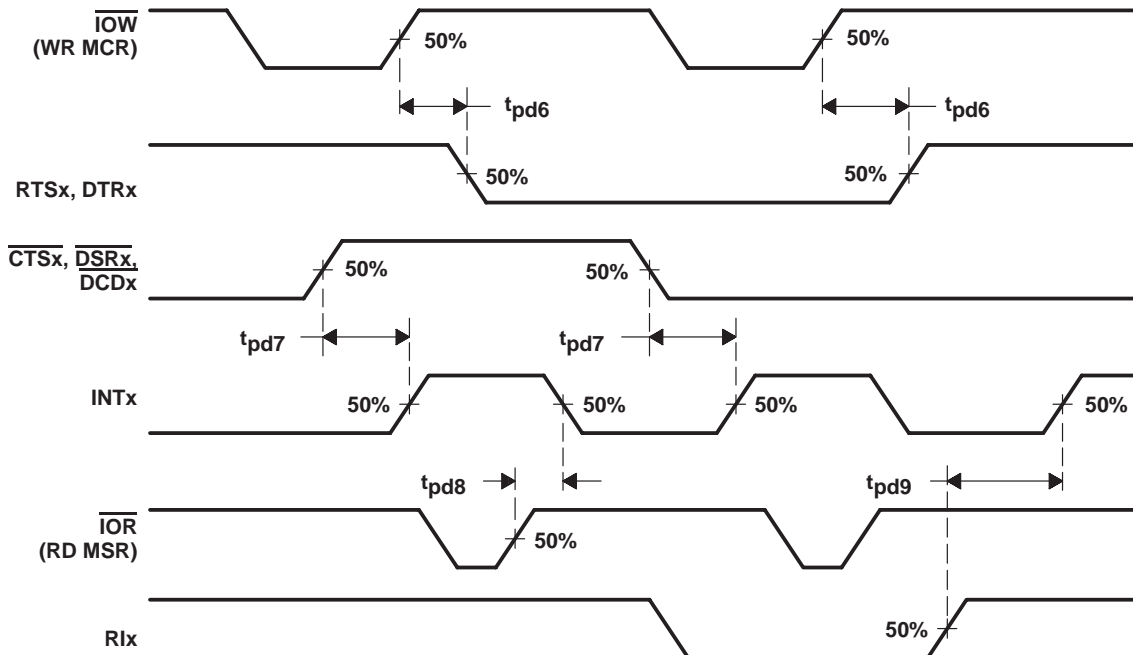 IOW
(WR MCR)
50%
50%
tpd6
tpd6
RTSx, DTRx
50%
50%
CTSx, DSRx,
DCDx
50%
50%
tpd7
tpd7
INTx
50%
50%
50%
50%
tpd8
tpd9
IOR
(RD MSR)
50%
RIx
50%